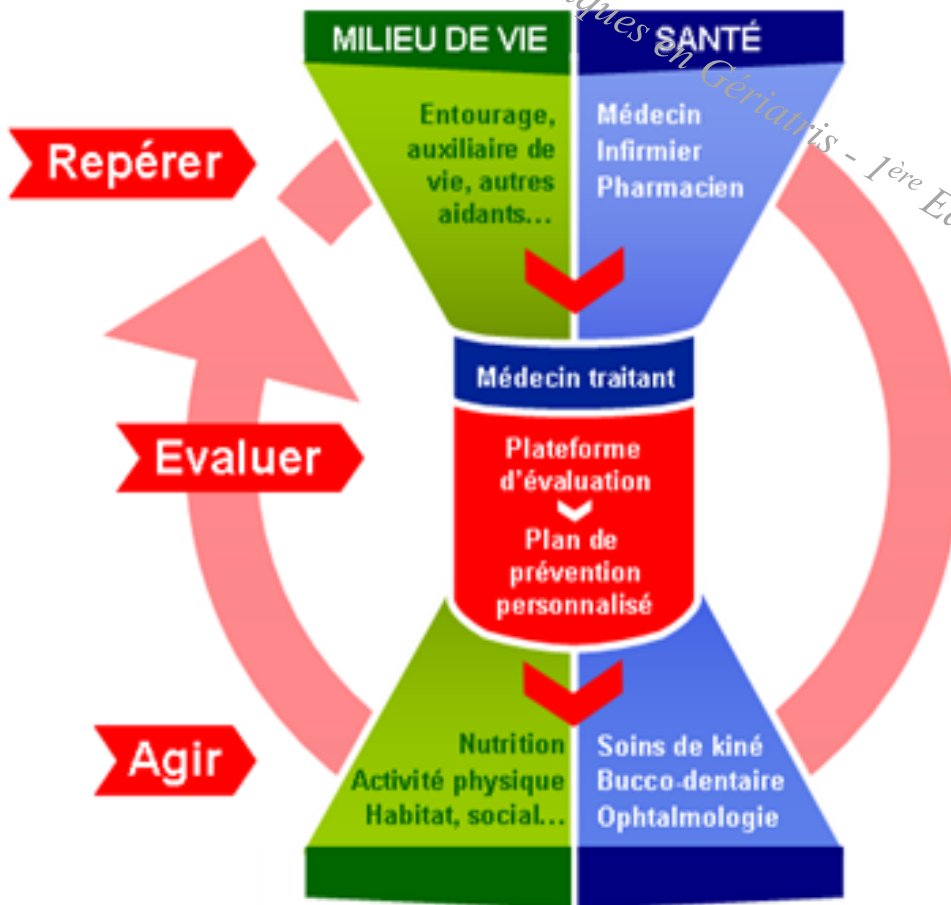 MILIEU DE VIE
SANTÉ
iques en Gériatris - 1ère
Repérer
Entourage,
auxiliaire de
vie, autres
aidants...
Médecin
Infirmier
Pharmacien
Médecin traitant
Evaluer
Plateforme
d'évaluation
Plan de
prévention
personnalisé
Agir
Nutrition
Activité physique
Habitat, social...
Soins de kiné
Bucco-dentaire
Ophtalmologie